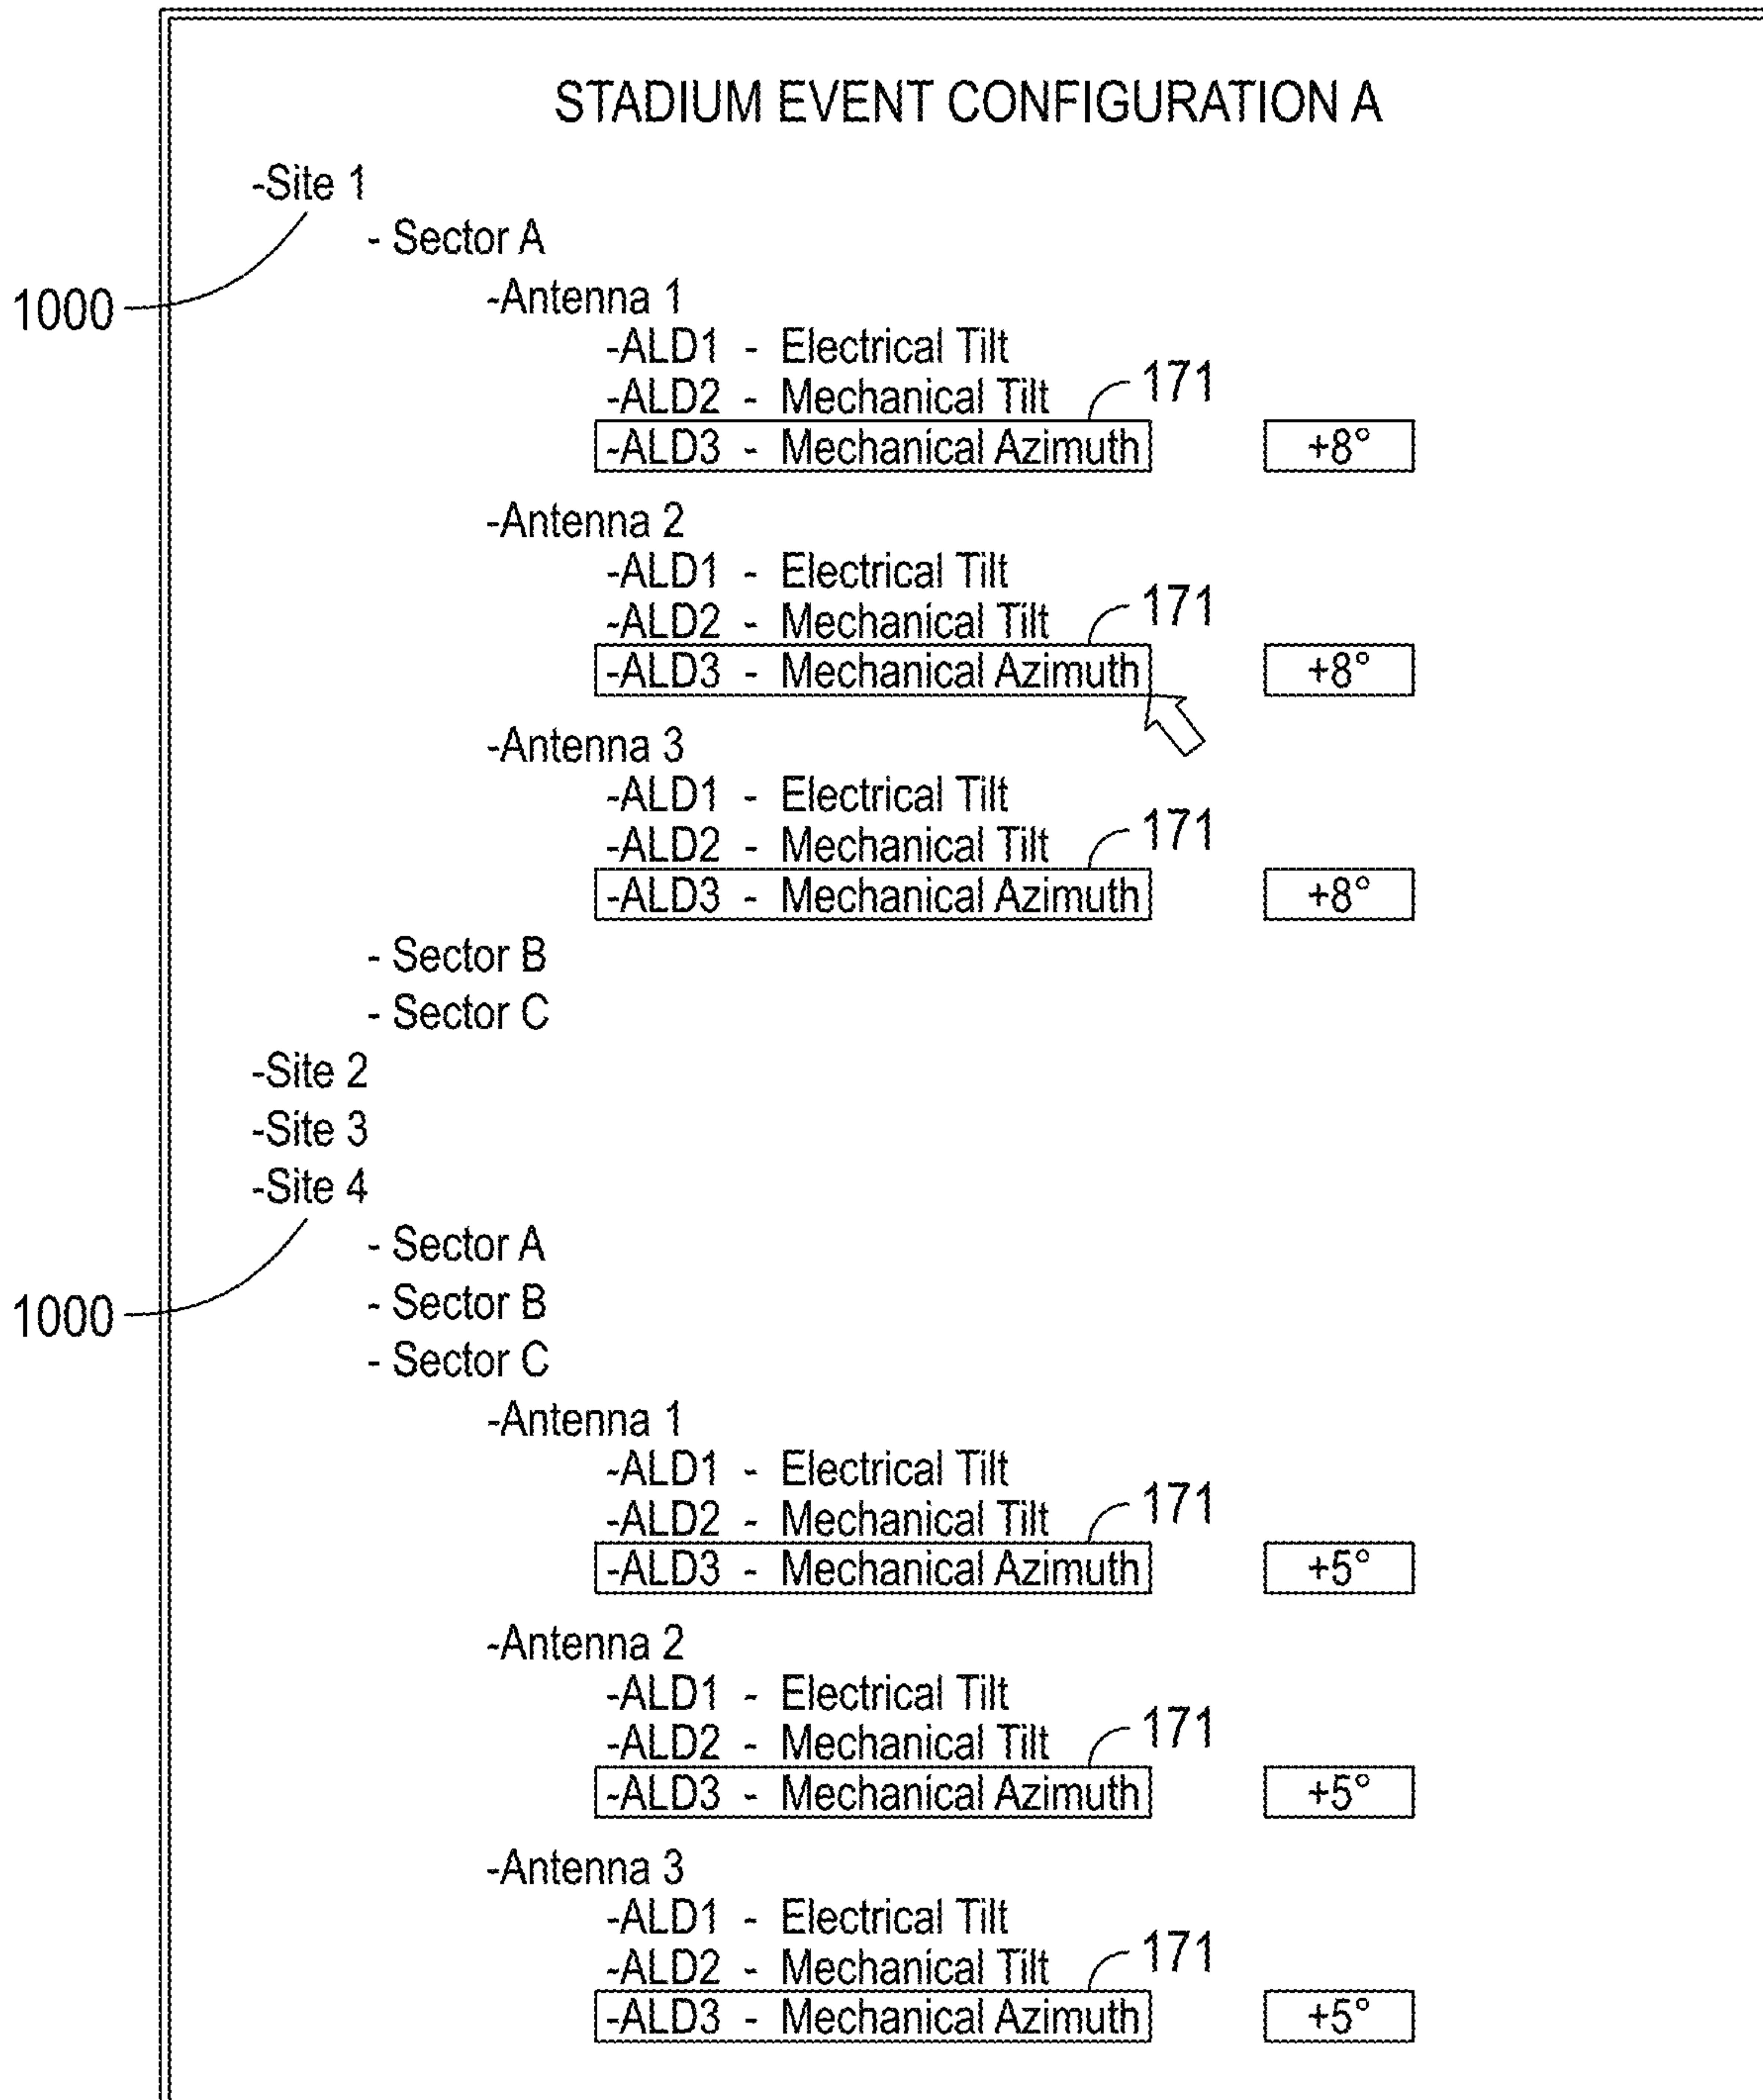 STADIUM EVENT CONFIGURATION A
-Site 1
- Sector A
1000
-Antenna 1
-ALD1 - Electrical Tilt
-ALD2 - Mechanical Tilt 171
-ALD3 - Mechanical Azimuth +8°
-Antenna 2
-ALD1 - Electrical Tilt
-ALD2 - Mechanical Tilt 171
-ALD3 - Mechanical Azimuth +8°
-Antenna 3
-ALD1 - Electrical Tilt
-ALD2 - Mechanical Tilt 171
-ALD3 - Mechanical Azimuth +8°
- Sector B
- Sector C
-Site 2
-Site 3
-Site 4
- Sector A
1000 - Sector B
- Sector C
-Antenna 1
-ALD1 - Electrical Tilt
-ALD2 - Mechanical Tilt 171
-ALD3 - Mechanical Azimuth +5°
-Antenna 2
-ALD1 - Electrical Tilt
-ALD2 - Mechanical Tilt 171
-ALD3 - Mechanical Azimuth +5°
-Antenna 3
-ALD1 - Electrical Tilt
-ALD2 - Mechanical Tilt 171
-ALD3 - Mechanical Azimuth +5°